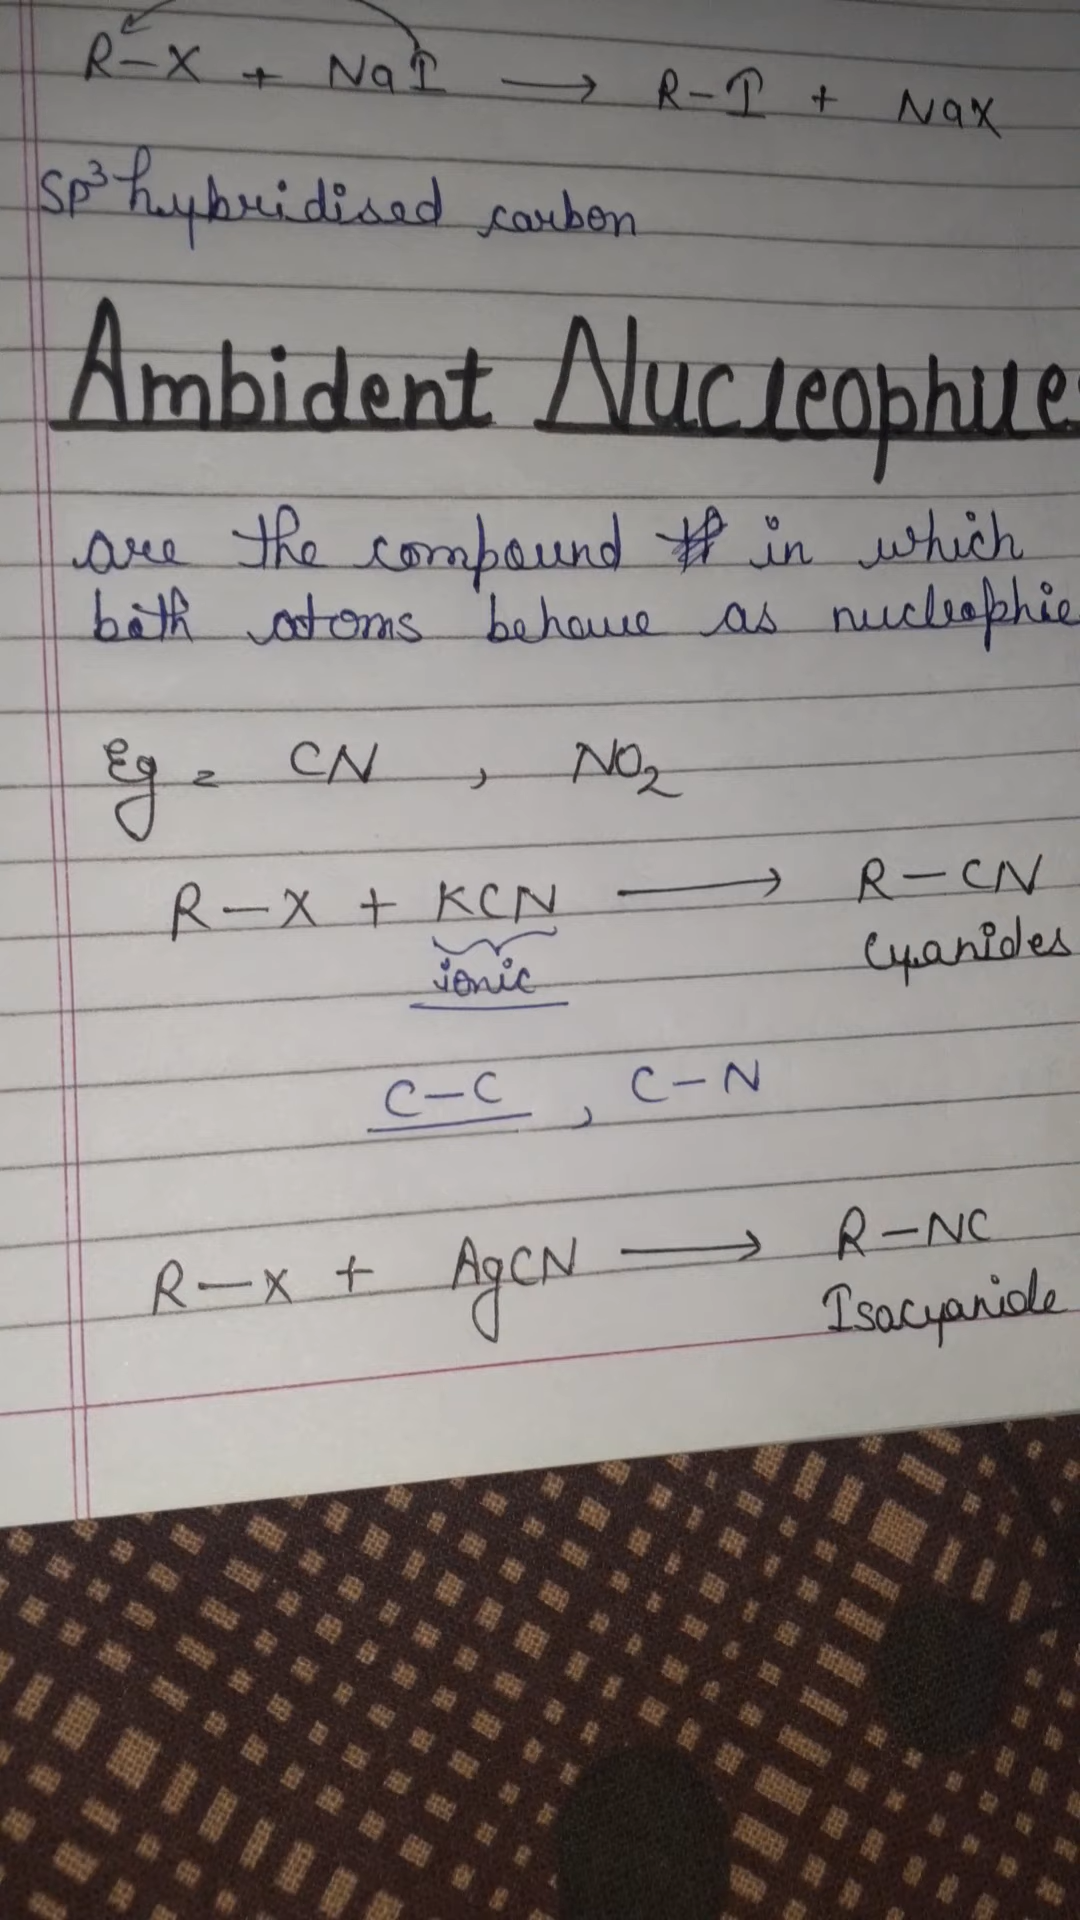 R-X + NaI → R-I + NaX
SP³ hybridised carbon
Ambident Nucleophile
are the compound in which
both atoms behave as nucleophie
Eg = CN , NO₂
R-X + KCN → R-CN
ionic Cyanides
C-C , C-N
R-X + AgCN → R-NC
Isacyanide